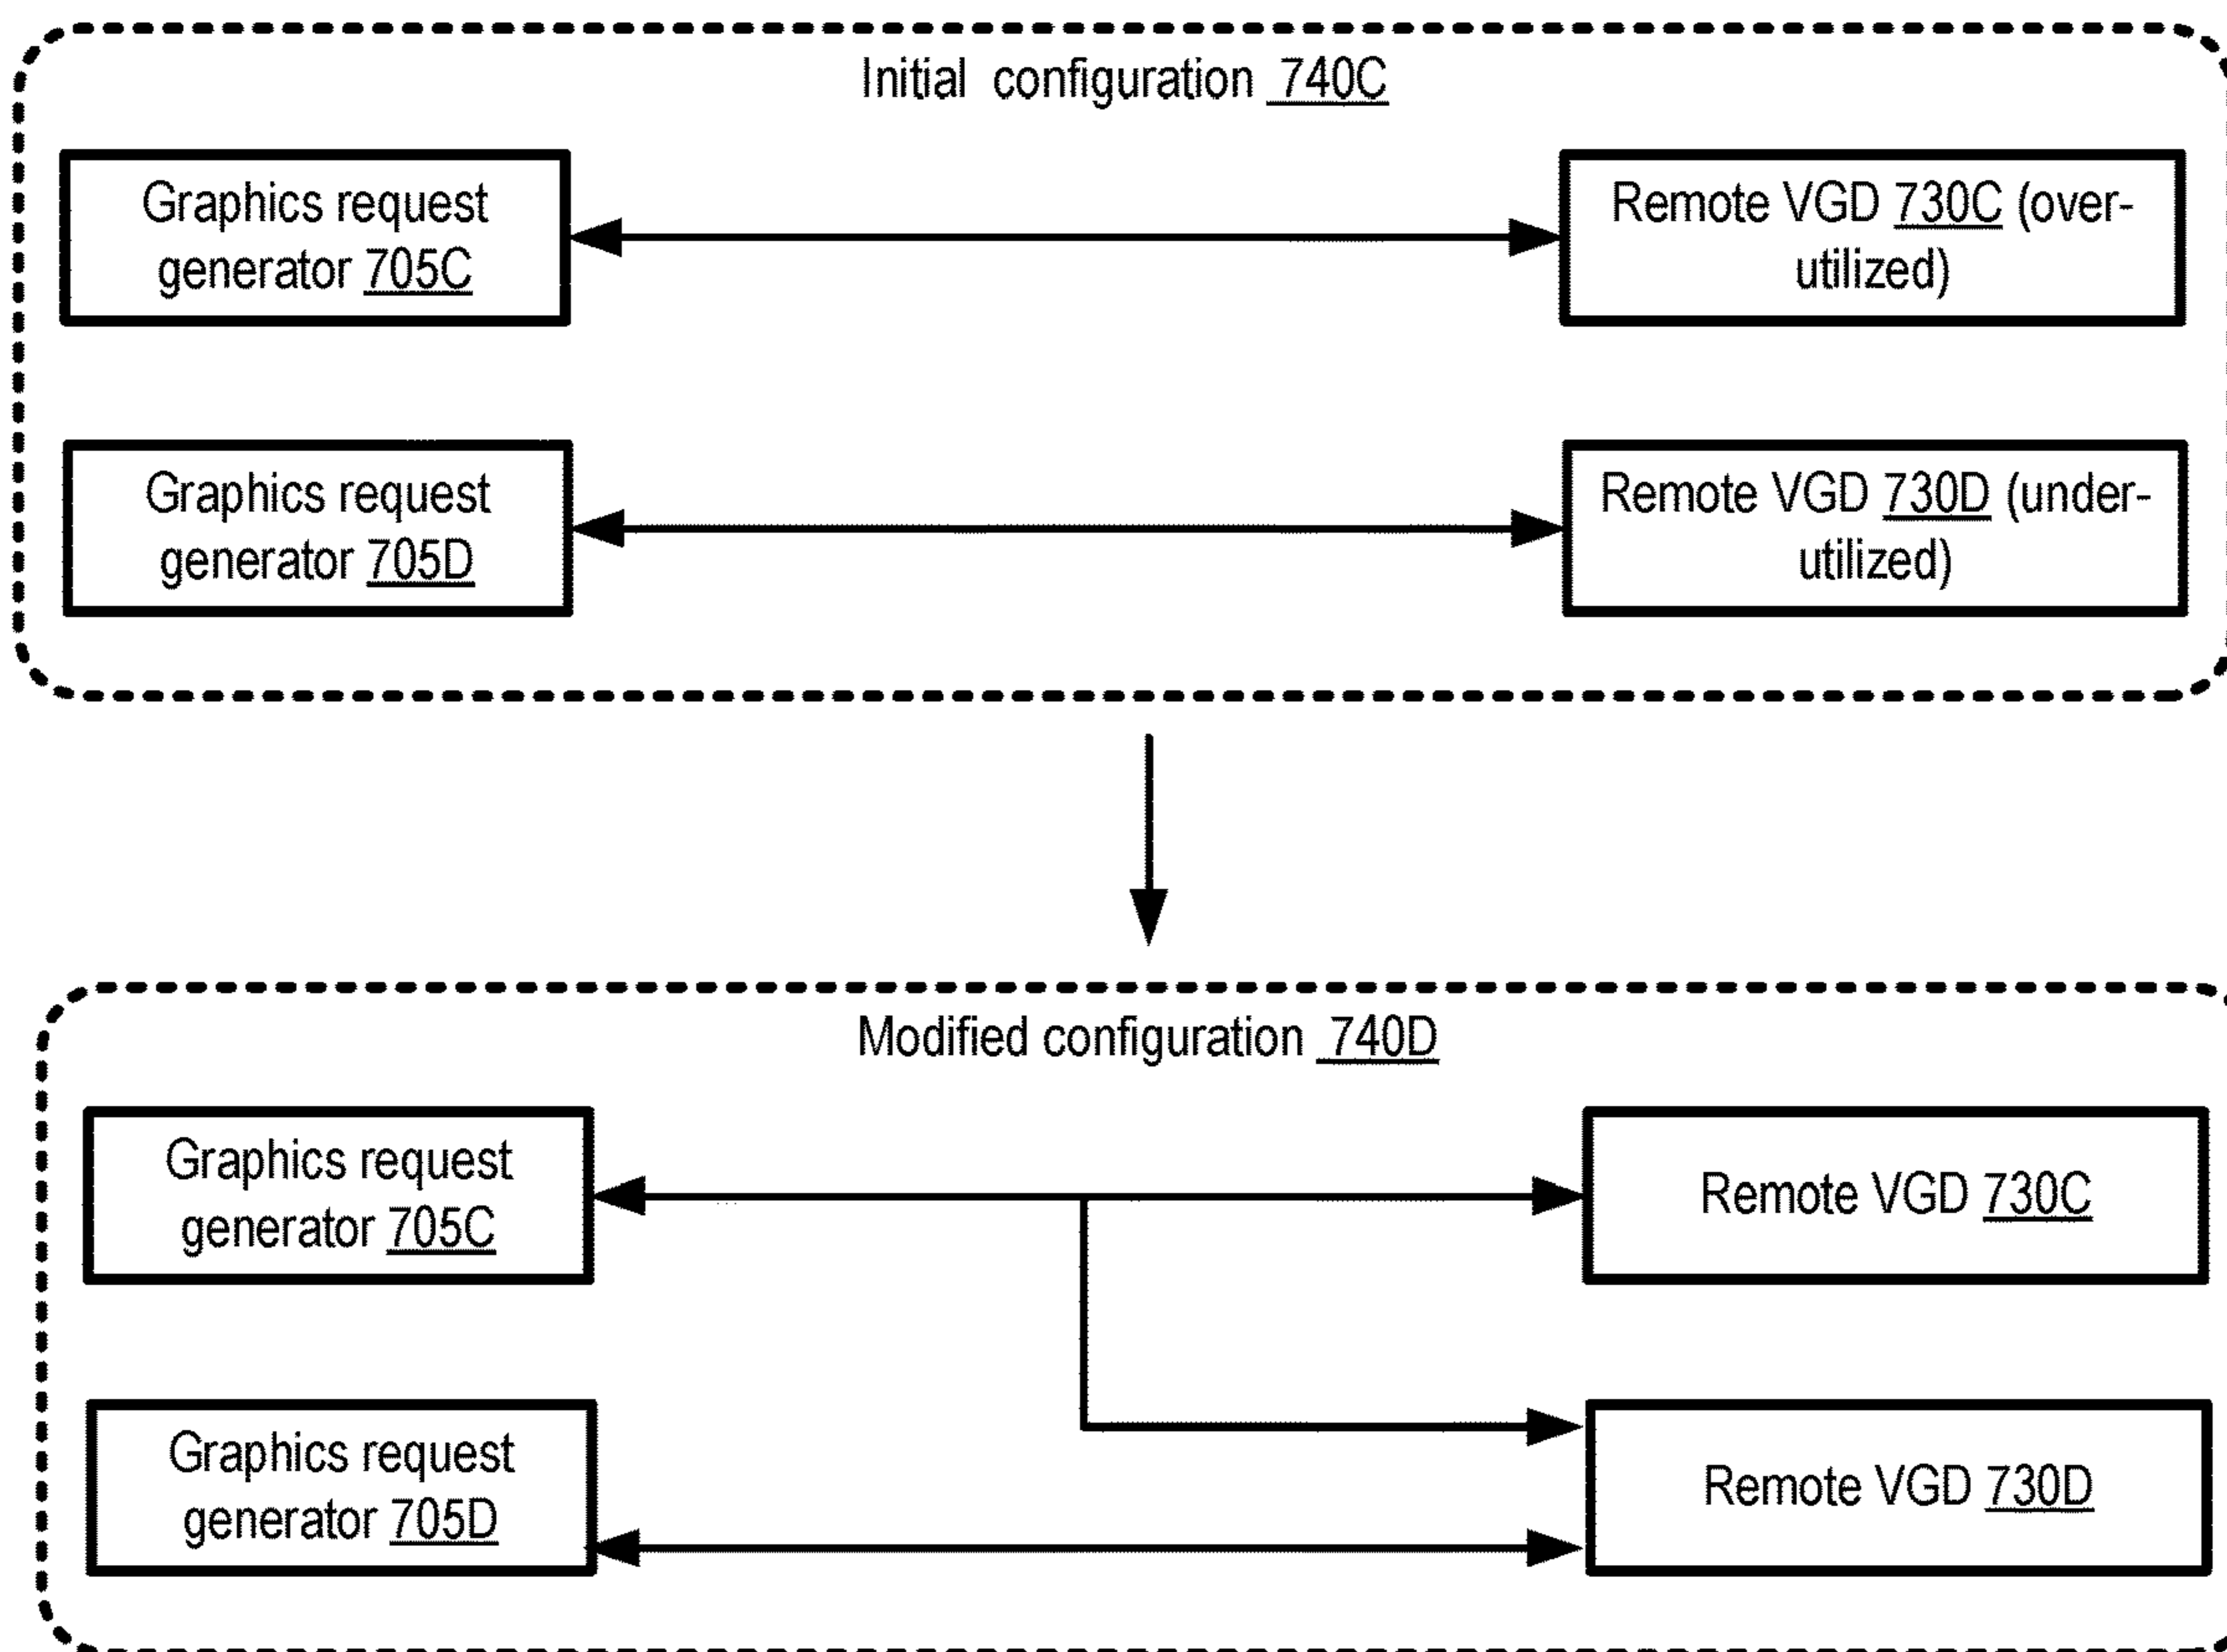 Initial configuration 740C
Graphics request
generator 705C
Remote VGD 730C (over-
utilized)
Graphics request
generator 705D
Remote VGD 730D (under-
utilized)
Modified configuration 740D
Graphics request
generator 705C
Remote VGD 730C
Graphics request
generator 705D
Remote VGD 730D